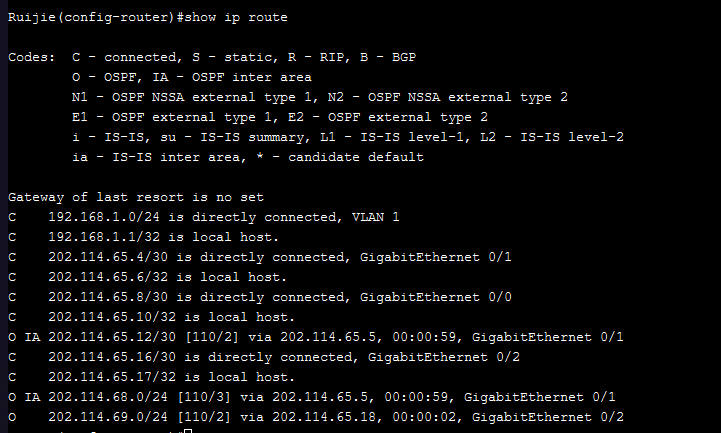 Ruijie(config-router)#show ip route
Codes:  C - connected, S - static, R - RIP, B - BGP
        O - OSPF, IA - OSPF inter area
        N1 - OSPF NSSA external type 1, N2 - OSPF NSSA external type 2
        E1 - OSPF external type 1, E2 - OSPF external type 2
        i - IS-IS, su - IS-IS summary, L1 - IS-IS level-1, L2 - IS-IS level-2
        ia - IS-IS inter area, * - candidate default
Gateway of last resort is no set
C    192.168.1.0/24 is directly connected, VLAN 1
C    192.168.1.1/32 is local host.
C    202.114.65.4/30 is directly connected, GigabitEthernet 0/1
C    202.114.65.6/32 is local host.
C    202.114.65.8/30 is directly connected, GigabitEthernet 0/0
C    202.114.65.10/32 is local host.
O IA 202.114.65.12/30 [110/2] via 202.114.65.5, 00:00:59, GigabitEthernet 0/1
C    202.114.65.16/30 is directly connected, GigabitEthernet 0/2
C    202.114.65.17/32 is local host.
O IA 202.114.68.0/24 [110/3] via 202.114.65.5, 00:00:59, GigabitEthernet 0/1
O    202.114.69.0/24 [110/2] via 202.114.65.18, 00:00:02, GigabitEthernet 0/2